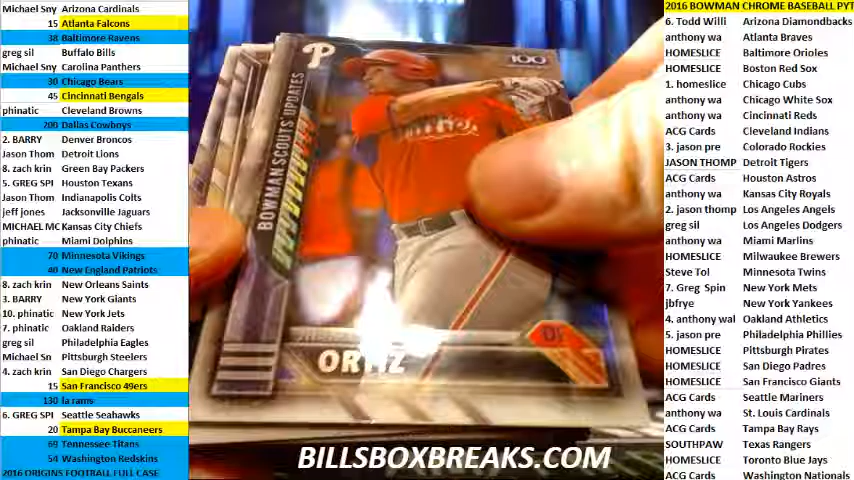 Michael Sny Arizona Cardinals
15 Atlanta Falcons
38 Baltimore Ravens
greg sil Buffalo Bills
Michael Sny Carolina Panthers
30 Chicago Bears
45 Cincinnati Bengals
phinatic Cleveland Browns
200 Dallas Cowboys
2. BARRY Denver Broncos
Jason Thom Detroit Lions
8. zach krin Green Bay Packers
5. GREG SPI Houston Texans
Jason Thom Indianapolis Colts
jeff jones Jacksonville Jaguars
MICHAEL MC Kansas City Chiefs
phinatic Miami Dolphins
70 Minnesota Vikings
40 New England Patriots
8. zach krin New Orleans Saints
3. BARRY New York Giants
10. phinatic New York Jets
7. phinatic Oakland Raiders
greg sil Philadelphia Eagles
Michael Sn Pittsburgh Steelers
4. zach krin San Diego Chargers
15 San Francisco 49ers
130 la rams
6. GREG SPI Seattle Seahawks
20 Tampa Bay Buccaneers
69 Tennessee Titans
54 Washington Redskins
2016 ORIGINS FOOTBALL FULL CASE
P
100
BOWMAN SCOUTS UPDATES
ORTIZ
OF
BILLSBOXBREAKS.COM
2016 BOWMAN CHROME BASEBALL PYT
6. Todd Willi Arizona Diamondbacks
anthony wa Atlanta Braves
HOMESLICE Baltimore Orioles
HOMESLICE Boston Red Sox
1. homeslice Chicago Cubs
anthony wa Chicago White Sox
anthony wa Cincinnati Reds
ACG Cards Cleveland Indians
3. jason pre Colorado Rockies
JASON THOMP Detroit Tigers
ACG Cards Houston Astros
anthony wa Kansas City Royals
2. jason thomp Los Angeles Angels
greg sil Los Angeles Dodgers
anthony wa Miami Marlins
HOMESLICE Milwaukee Brewers
Steve Tol Minnesota Twins
7. Greg Spin New York Mets
jbfrye New York Yankees
4. anthony wal Oakland Athletics
5. jason pre Philadelphia Phillies
HOMESLICE Pittsburgh Pirates
HOMESLICE San Diego Padres
HOMESLICE San Francisco Giants
ACG Cards Seattle Mariners
anthony wa St. Louis Cardinals
ACG Cards Tampa Bay Rays
SOUTHPAW Texas Rangers
HOMESLICE Toronto Blue Jays
ACG Cards Washington Nationals